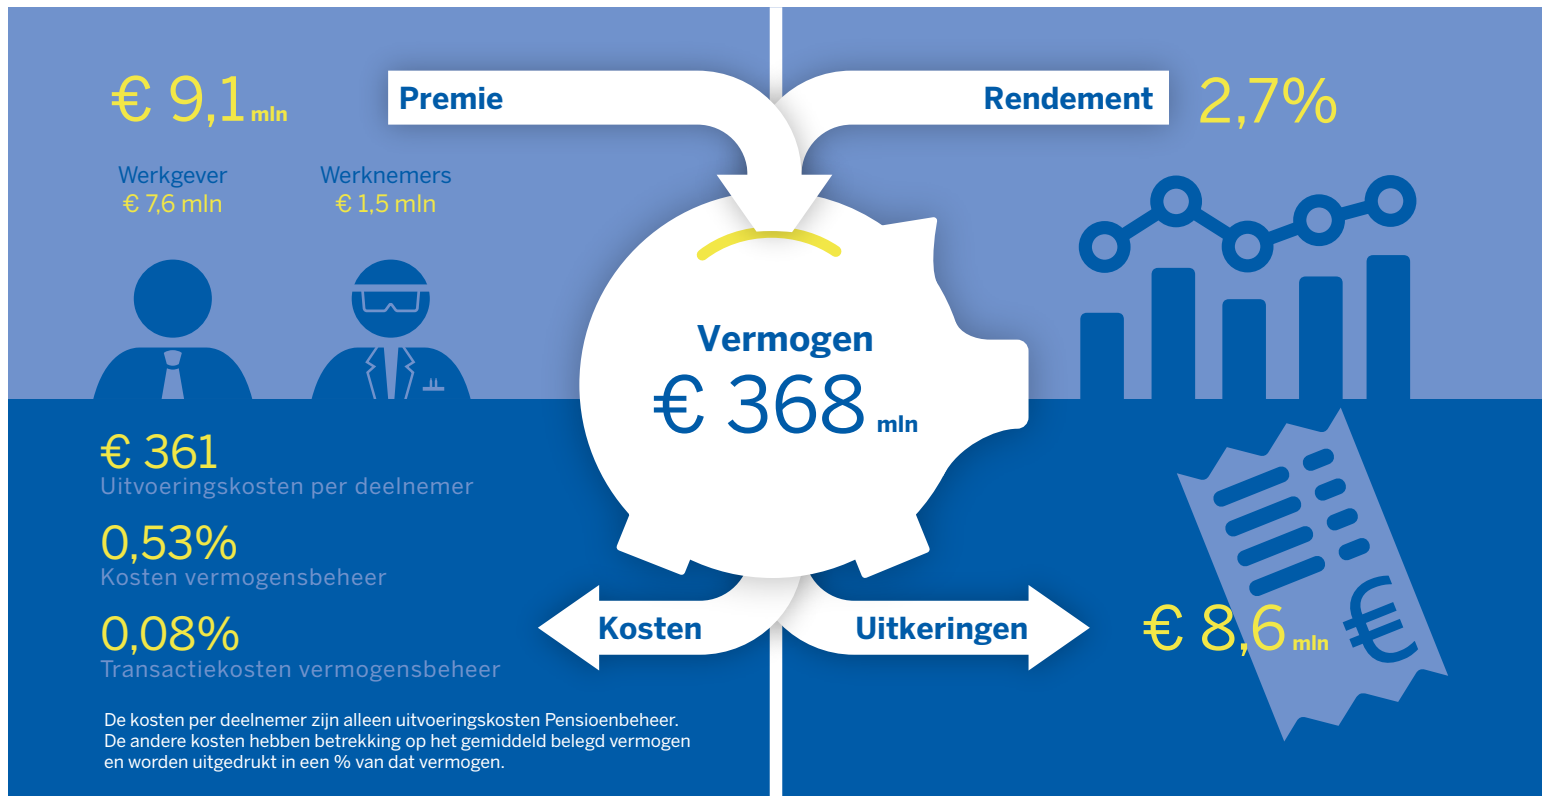 € 9,1 mln
Premie
Rendement
2,7%
Werkgever
€ 7,6 mln
Werknemers
€ 1,5 mln
Vermogen
€ 368 mln
€ 361
Uitvoeringskosten per deelnemer
0,53%
Kosten vermogensbeheer
0,08%
Transactiekosten vermogensbeheer
Kosten
Uitkeringen
€ 8,6 mln
€
De kosten per deelnemer zijn alleen uitvoeringskosten Pensioenbeheer.
De andere kosten hebben betrekking op het gemiddeld belegd vermogen
en worden uitgedrukt in een % van dat vermogen.